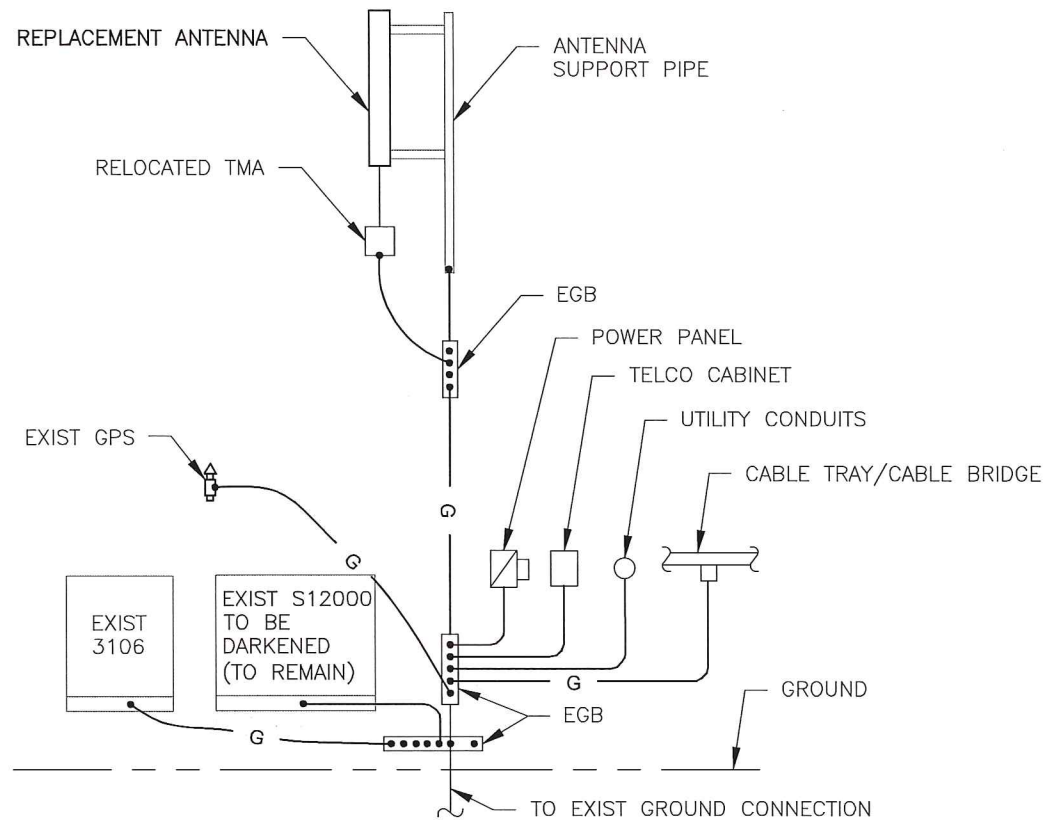 REPLACEMENT ANTENNA
ANTENNA
SUPPORT PIPE
RELOCATED TMA
EGB
POWER PANEL
TELCO CABINET
UTILITY CONDUITS
EXIST GPS
CABLE TRAY/CABLE BRIDGE
G
G
EXIST
3106
EXIST S12000
TO BE
DARKENED
(TO REMAIN)
G
GROUND
EGB
G
TO EXIST GROUND CONNECTION